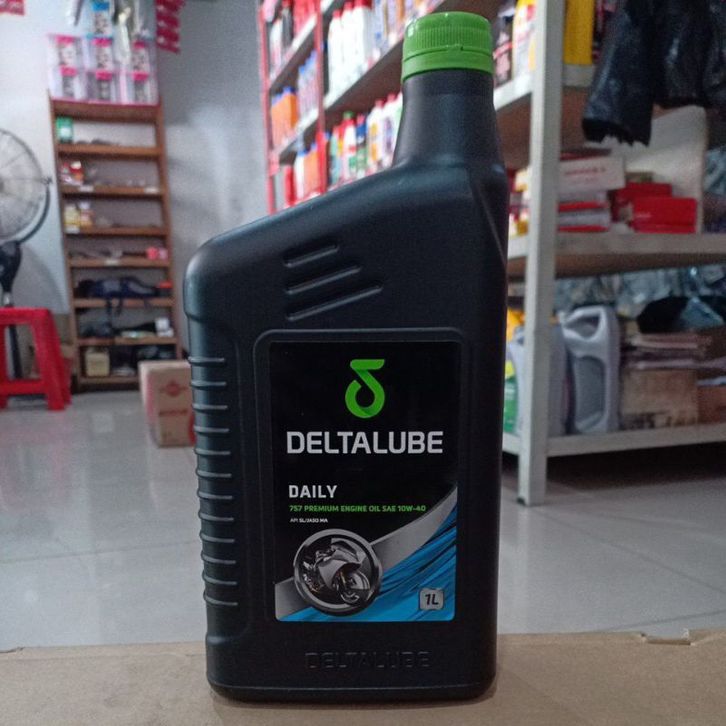 DELTALUBE
DAILY
757 PREMIUM ENGINE OIL SAE 10W-40
API SL/JASO MA
1L
DELTALUBE